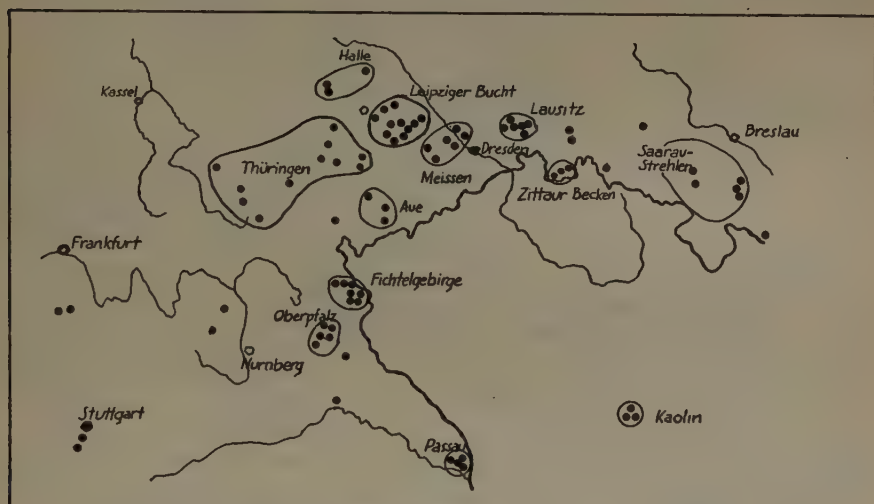 Halle
Kassel
Leipziger Bucht
Lausitz
Breslau
Dresden
Saarau-
Strehlen
Thüringen
Meissen
Zittaur Becken
Aue
Frankfurt
Fichtelgebirge
Oberpfalz
Nurnberg
Stuttgart
Kaolin
Passau